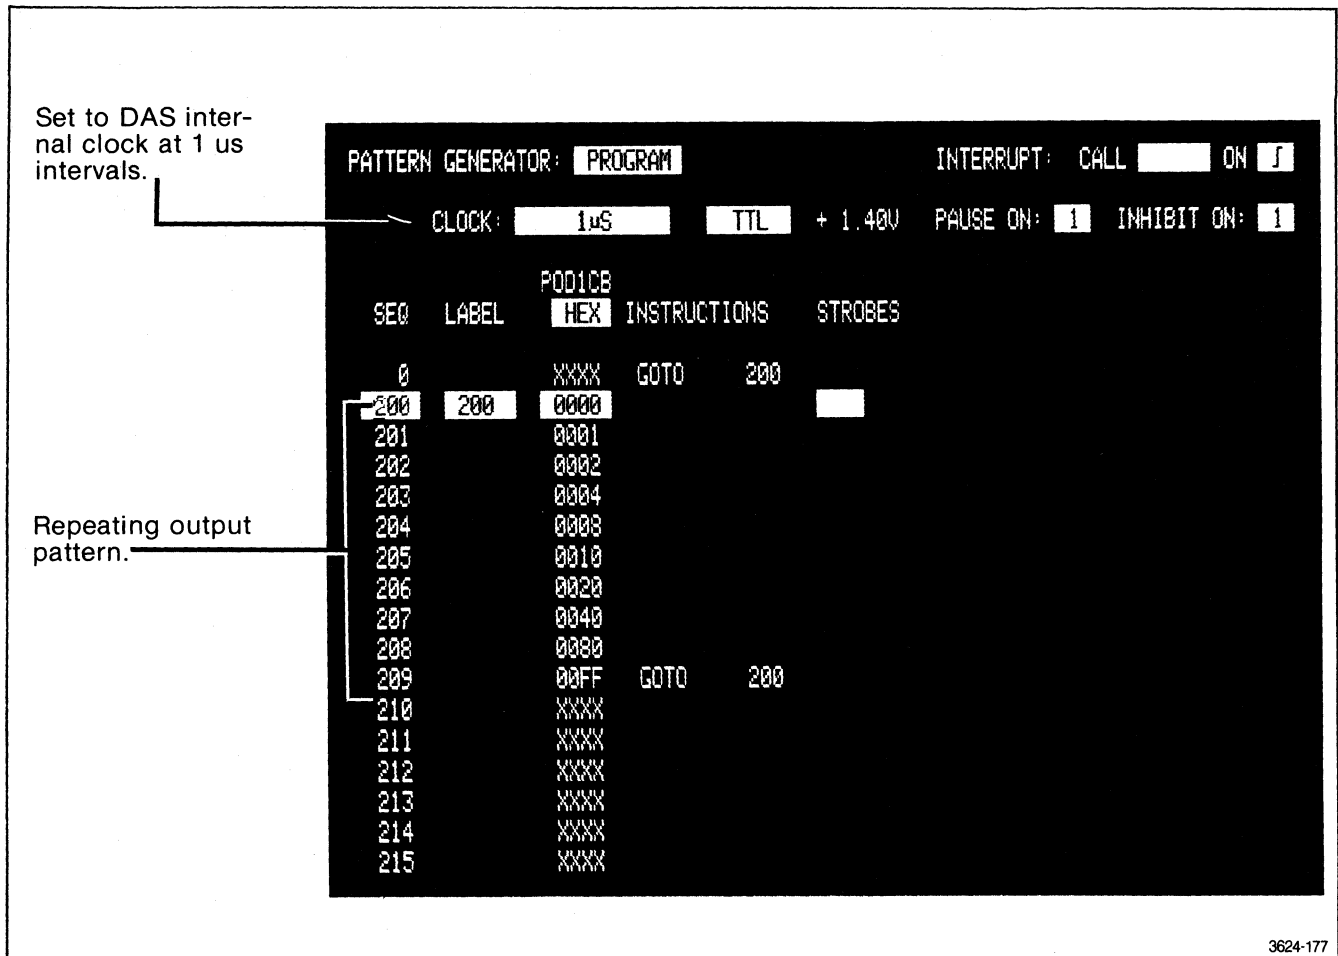 Set to DAS inter-
nal clock at 1 us
intervals.
PATTERN GENERATOR: PROGRAM INTERRUPT: CALL ON ∫
CLOCK: 1µS TTL + 1.40V PAUSE ON: 1 INHIBIT ON: 1
POD1CB
SEQ LABEL HEX INSTRUCTIONS STROBES
0 XXXX GOTO 200
200 200 0000
201 0001
202 0002
203 0004
204 0008
Repeating output
pattern.
205 0010
206 0020
207 0040
208 0080
209 00FF GOTO 200
210 XXXX
211 XXXX
212 XXXX
213 XXXX
214 XXXX
215 XXXX
3624-177